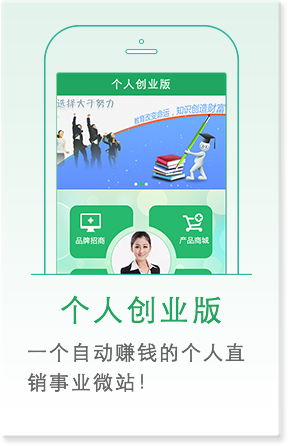 个人创业版
选择大于努力
教育改变命运，知识创造财富
品牌招商
产品商城
个人创业版
一个自动赚钱的个人直
销事业微站！